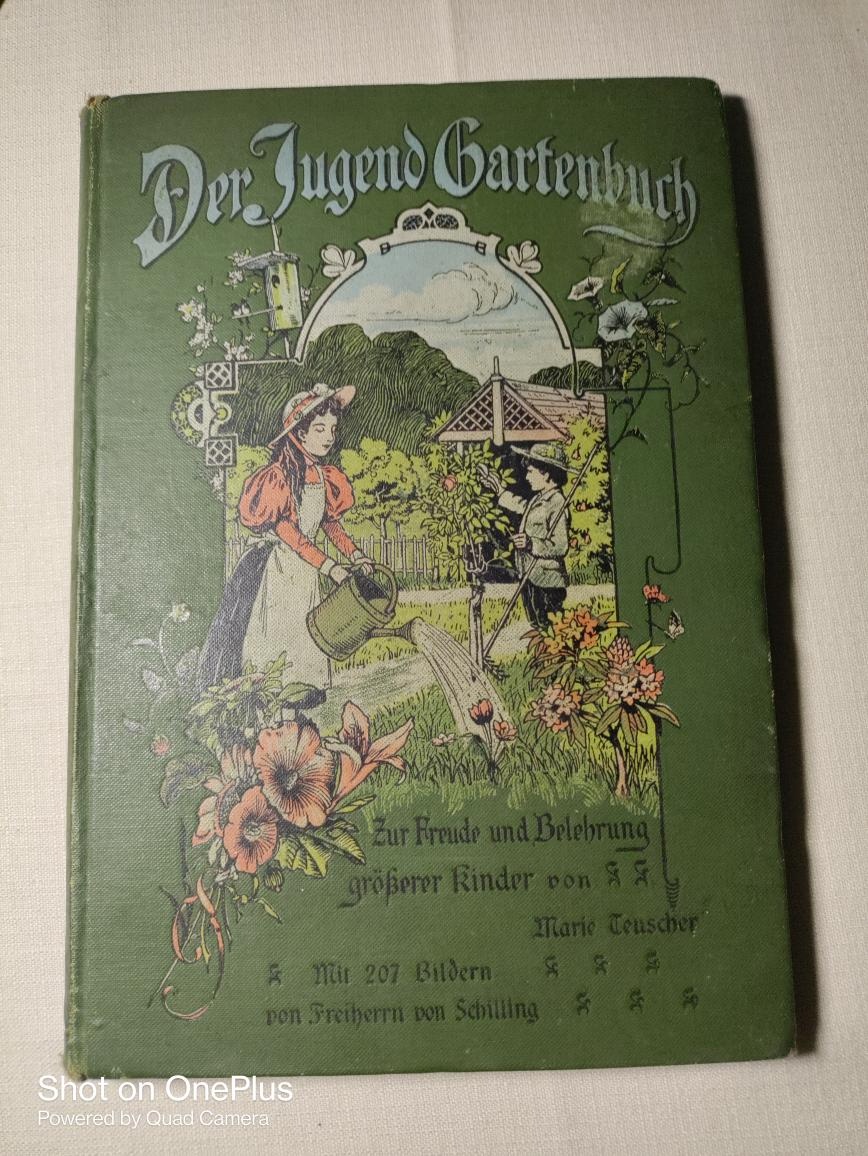 Der Jugend Gartenbuch
Zur Freude und Belehrung
größerer Kinder von
Marie Teuscher
Mit 207 Bildern
von Freiherrn von Schilling
Shot on OnePlus
Powered by Quad Camera